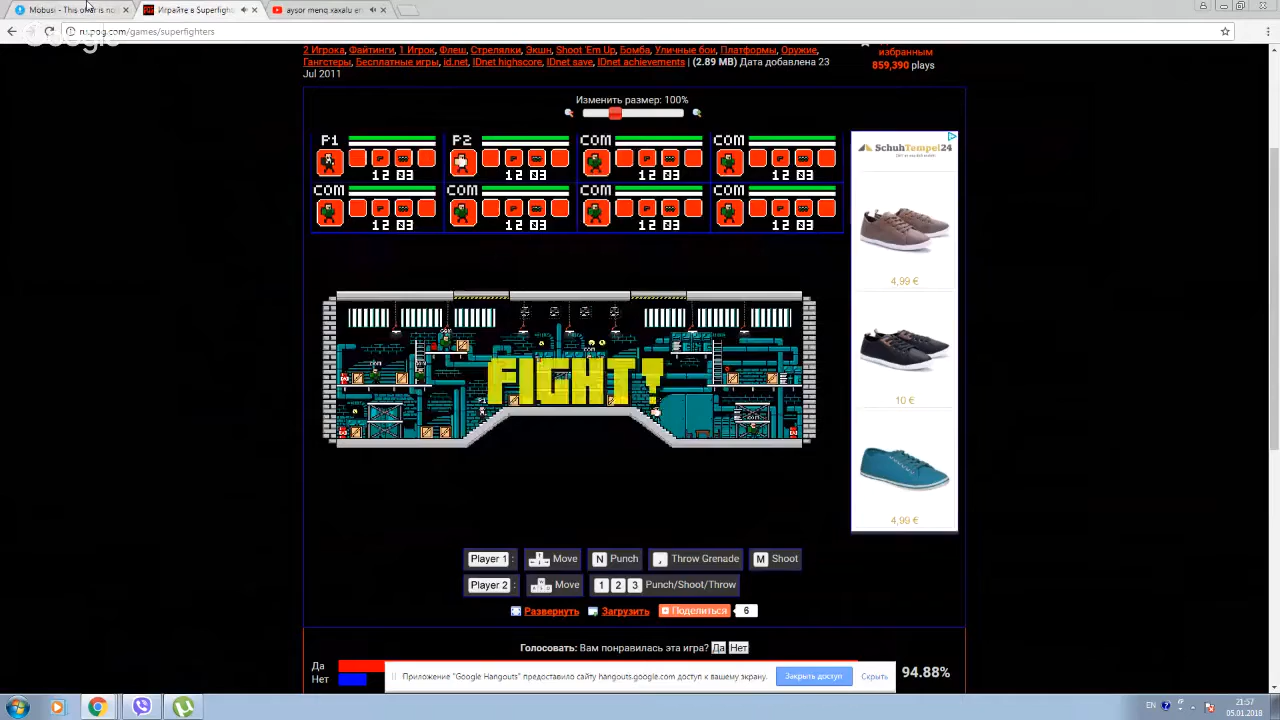 Mobusi - This offer is no
Играйте в Superfighte
aysor menq xaxalu en
ru.pog.com/games/superfighters
Google
2 Игрока, Файтинги, 1 Игрок, Флеш, Стрелялки, Экшн, Shoot 'Em Up, Бомба, Уличные бои, Платформы, Оружие,
Гангстеры, Бесплатные игры, id.net, IDnet highscore, IDnet save, IDnet achievements | (2.89 MB) Дата добавлена 23
Jul 2011
избранным
859,390 plays
Изменить размер: 100%
P1 P2 COM COM
12 03 12 03 12 03 12 03
COM COM COM COM
12 03 12 03 12 03 12 03
FIGHT
SchuhTempel24
4,99 €
10 €
4,99 €
Player 1 : Move N Punch , Throw Grenade M Shoot
Player 2 : Move 1 2 3 Punch/Shoot/Throw
Развернуть Загрузить Поделиться 6
Голосовать: Вам понравилась эта игра? Да Нет
Да
Нет
94.88%
Приложение "Google Hangouts" предоставило сайту hangouts.google.com доступ к вашему экрану. Закрыть доступ Скрыть
EN 21:57
05.01.2018